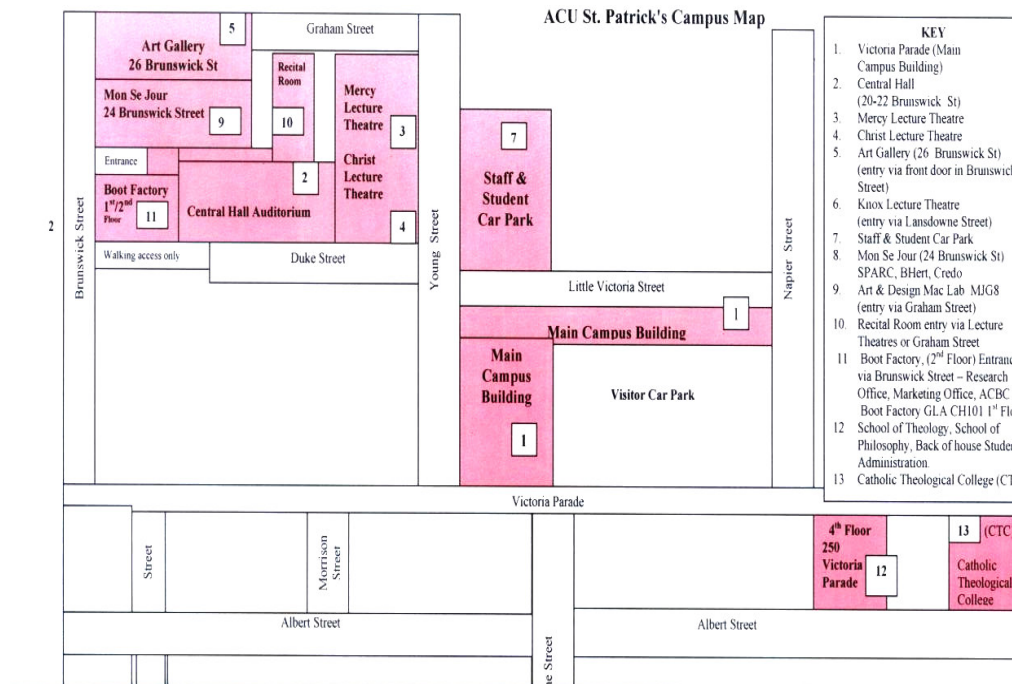 ACU St. Patrick's Campus Map
5
Graham Street
Art Gallery
26 Brunswick St
Recital
Room
Mon Se Jour
24 Brunswick Street
9
10
Mercy
Lecture
Theatre
3
Christ
Lecture
Theatre
4
Entrance
2
Boot Factory
1st/2nd
Floor
11
Central Hall Auditorium
2
Brunswick Street
Walking access only
Duke Street
Young Street
7
Staff &
Student
Car Park
Napier Street
Little Victoria Street
1
Main Campus Building
Main
Campus
Building
1
Visitor Car Park
Victoria Parade
Street
Morrison
Street
4th Floor
250
Victoria
Parade
12
13 (CTC
Catholic
Theological
College
Albert Street
Albert Street
Street
KEY
1. Victoria Parade (Main
Campus Building)
2. Central Hall
(20-22 Brunswick St)
3. Mercy Lecture Theatre
4. Christ Lecture Theatre
5. Art Gallery (26 Brunswick St)
(entry via front door in Brunswick
Street)
6. Knox Lecture Theatre
(entry via Lansdowne Street)
7. Staff & Student Car Park
8. Mon Se Jour (24 Brunswick St)
SPARC, BHert, Credo
9. Art & Design Mac Lab MJG8
(entry via Graham Street)
10. Recital Room entry via Lecture
Theatres or Graham Street
11 Boot Factory, (2nd Floor) Entranc
via Brunswick Street – Research
Office, Marketing Office, ACBC
Boot Factory GLA CH101 1st Flo
12 School of Theology, School of
Philosophy, Back of house Stude
Administration.
13 Catholic Theological College (CT